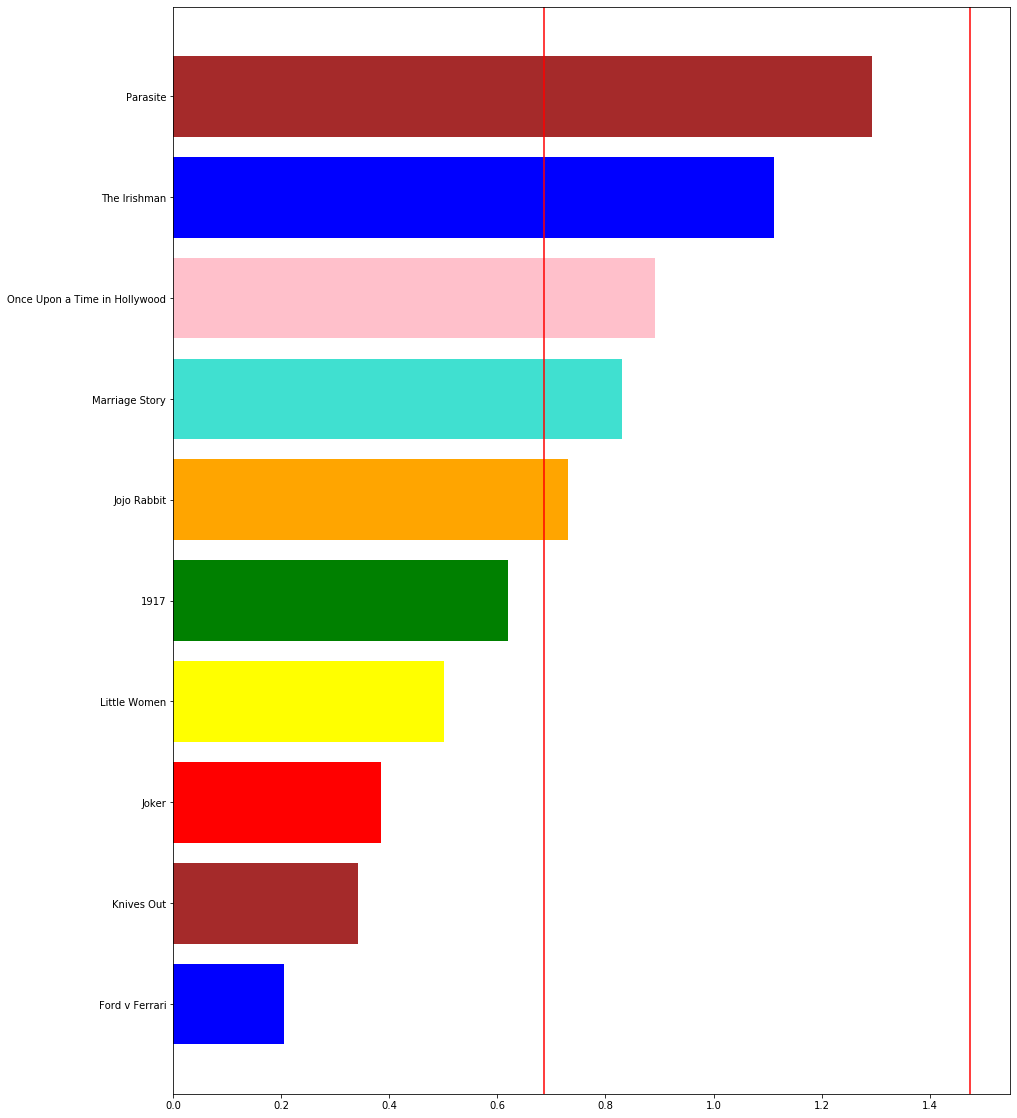 Parasite
The Irishman
Once Upon a Time in Hollywood
Marriage Story
Jojo Rabbit
1917
Little Women
Joker
Knives Out
Ford v Ferrari
0.0 0.2 0.4 0.6 0.8 1.0 1.2 1.4